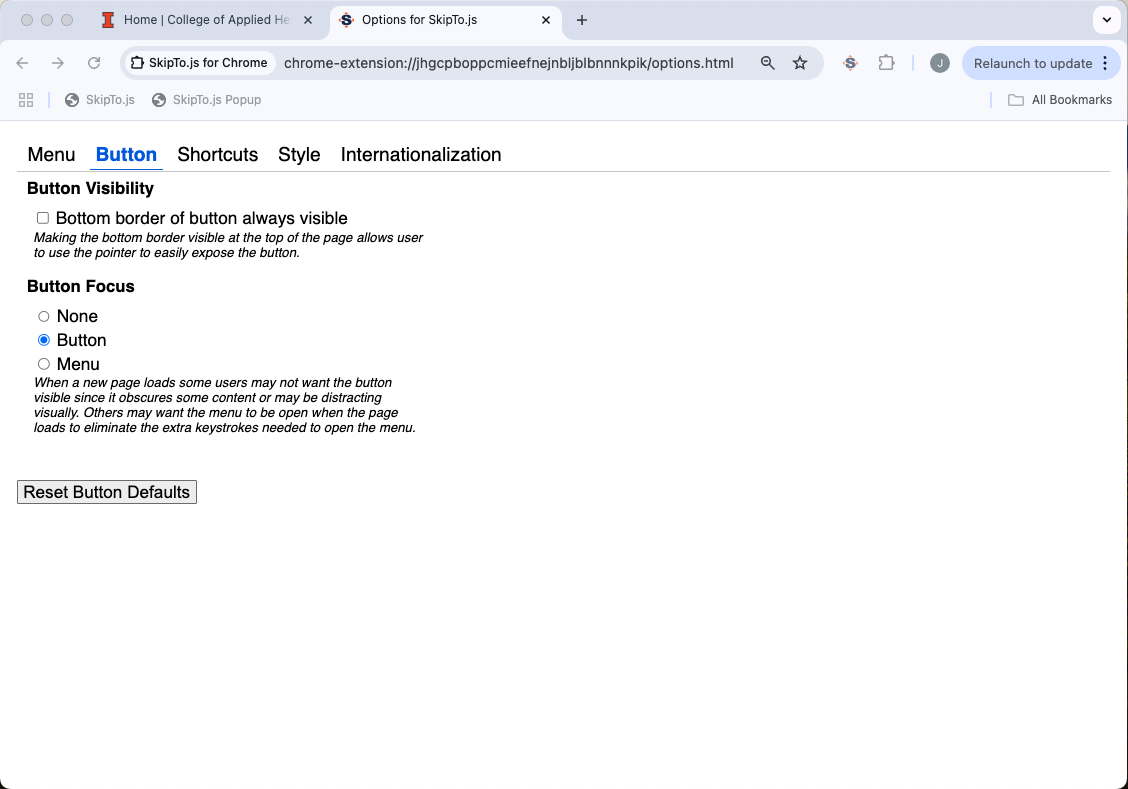 Home | College of Applied He
Options for SkipTo.js
SkipTo.js for Chrome
chrome-extension://jhgcpboppcmieefnejnbljblbnnnkpik/options.html
J
Relaunch to update
SkipTo.js
SkipTo.js Popup
All Bookmarks
Menu Button Shortcuts Style Internationalization
Button Visibility
Bottom border of button always visible
Making the bottom border visible at the top of the page allows user
to use the pointer to easily expose the button.
Button Focus
None
Button
Menu
When a new page loads some users may not want the button
visible since it obscures some content or may be distracting
visually. Others may want the menu to be open when the page
loads to eliminate the extra keystrokes needed to open the menu.
Reset Button Defaults